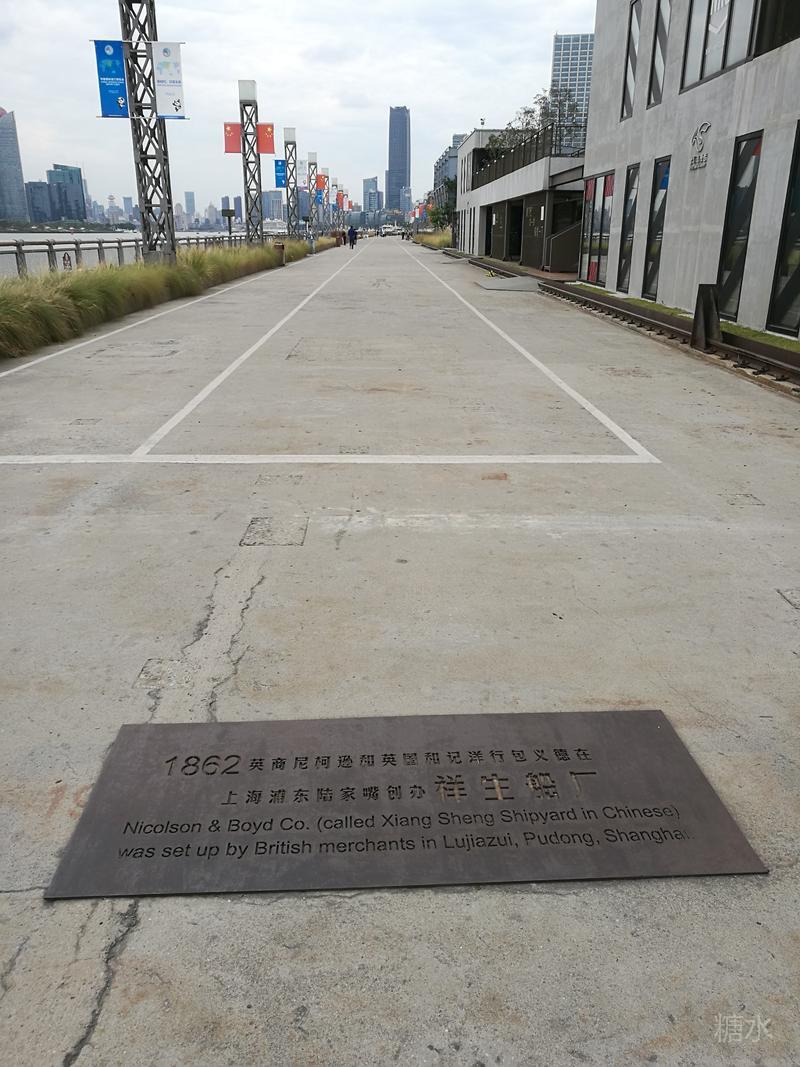 1862 英商尼柯逊和英国和记洋行包义德在
上海浦东陆家嘴创办祥生船厂
Nicolson & Boyd Co. (called Xiang Sheng Shipyard in Chinese)
was set up by British merchants in Lujiazui, Pudong, Shanghai.
糖水